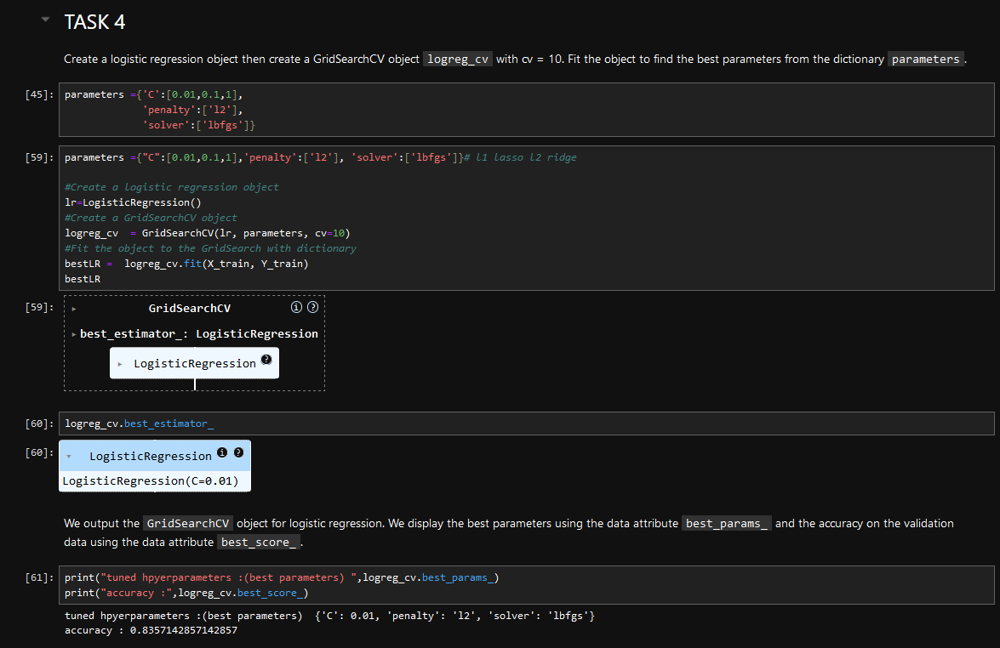 TASK 4
Create a logistic regression object then create a GridSearchCV object logreg_cv with cv = 10. Fit the object to find the best parameters from the dictionary parameters .
[45]: parameters ={'C':[0.01,0.1,1],
'penalty':['l2'],
'solver':['lbfgs']}
[59]: parameters ={"C":[0.01,0.1,1],'penalty':['l2'], 'solver':['lbfgs']}# l1 lasso l2 ridge
#Create a logistic regression object
lr=LogisticRegression()
#Create a GridSearchCV object
logreg_cv = GridSearchCV(lr, parameters, cv=10)
#Fit the object to the GridSearch with dictionary
bestLR = logreg_cv.fit(X_train, Y_train)
bestLR
[59]: GridSearchCV i ?
best_estimator_: LogisticRegression
LogisticRegression ?
[60]: logreg_cv.best_estimator_
[60]: LogisticRegression i ?
LogisticRegression(C=0.01)
We output the GridSearchCV object for logistic regression. We display the best parameters using the data attribute best_params_ and the accuracy on the validation
data using the data attribute best_score_ .
[61]: print("tuned hpyerparameters :(best parameters) ",logreg_cv.best_params_)
print("accuracy :",logreg_cv.best_score_)
tuned hpyerparameters :(best parameters)  {'C': 0.01, 'penalty': 'l2', 'solver': 'lbfgs'}
accuracy : 0.8357142857142857